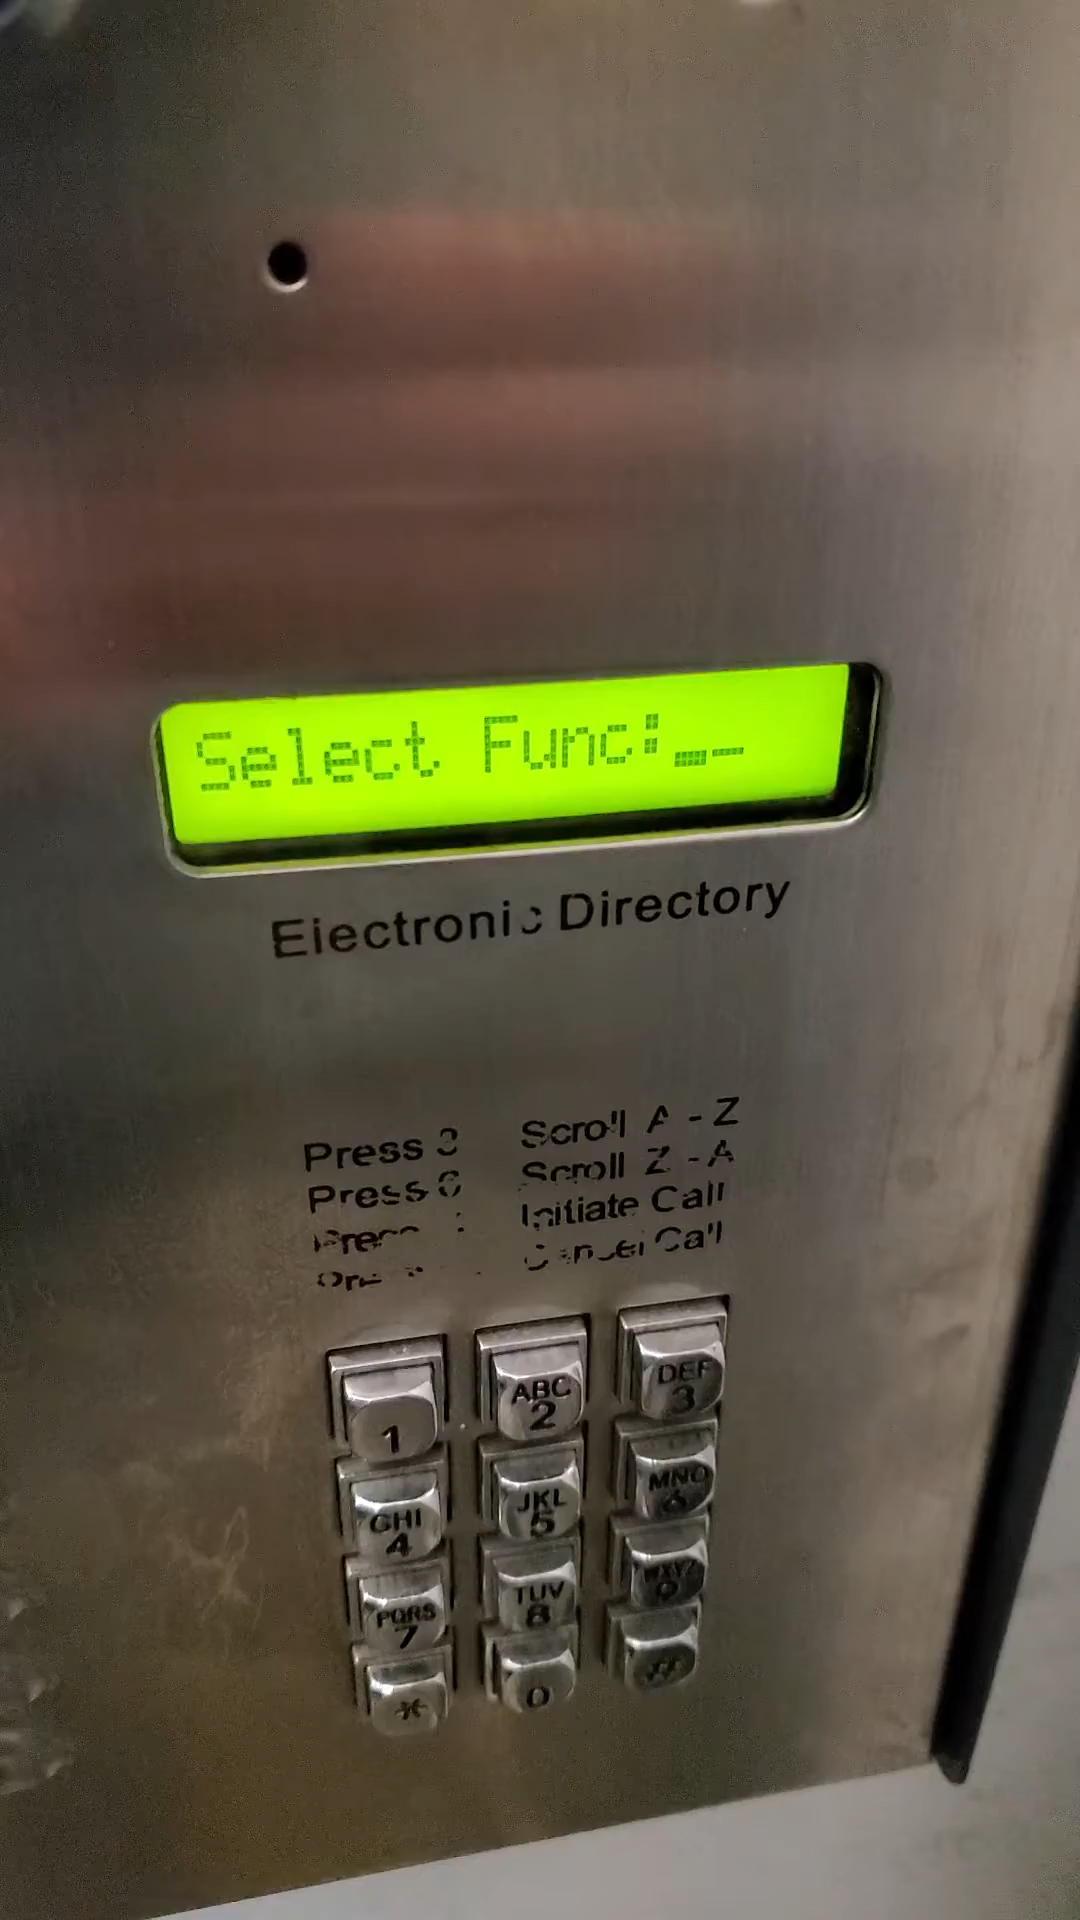 Select Func:__
Electronic Directory
Press 3 Scroll A - Z
Press 6 Scroll Z - A
Press Initiate Call
Cancel Call
1
ABC
2
DEF
3
GHI
4
JKL
5
MNO
6
PQRS
7
TUV
8
WXYZ
9
*
0
#